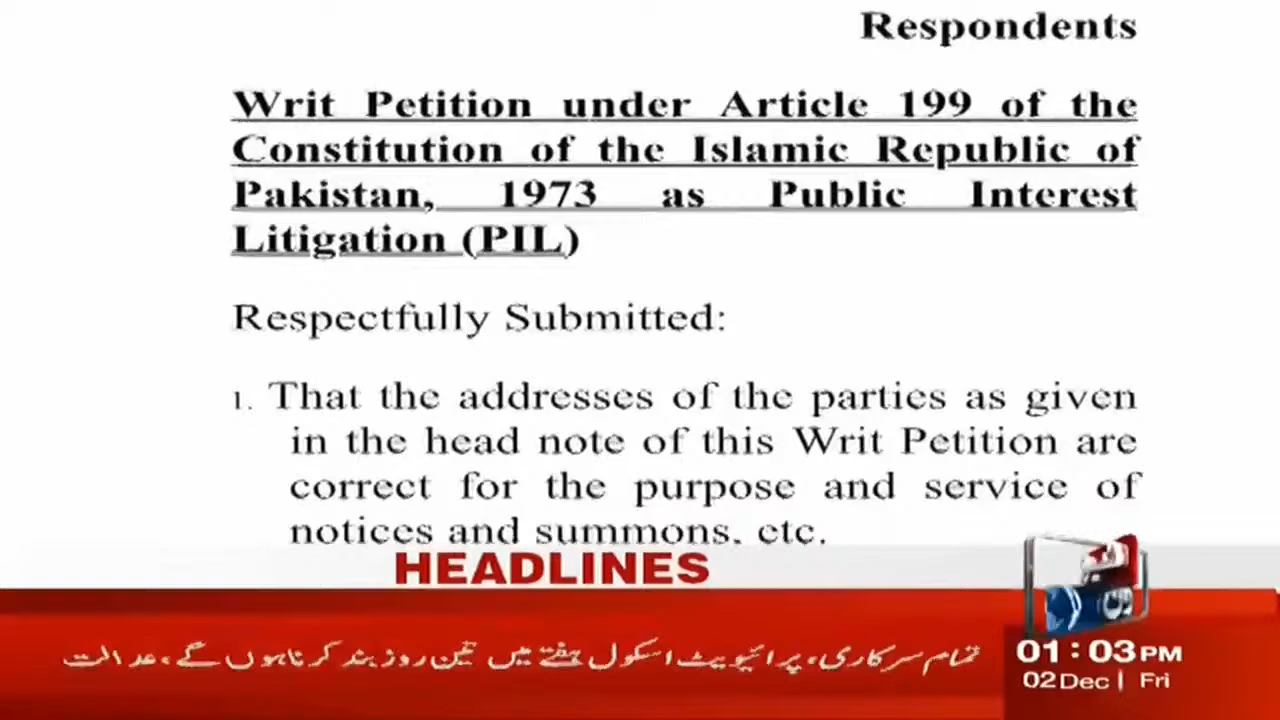 Respondents
Writ Petition under Article 199 of the
Constitution of the Islamic Republic of
Pakistan, 1973 as Public Interest
Litigation (PIL)
Respectfully Submitted:
1. That the addresses of the parties as given
in the head note of this Writ Petition are
correct for the purpose and service of
notices and summons, etc.
HEADLINES
تمام سرکاری، پرائیویٹ اسکول ہفتے میں تین روز بند کرنا ہوں گے، عدالت
01:03 PM
02 Dec | Fri